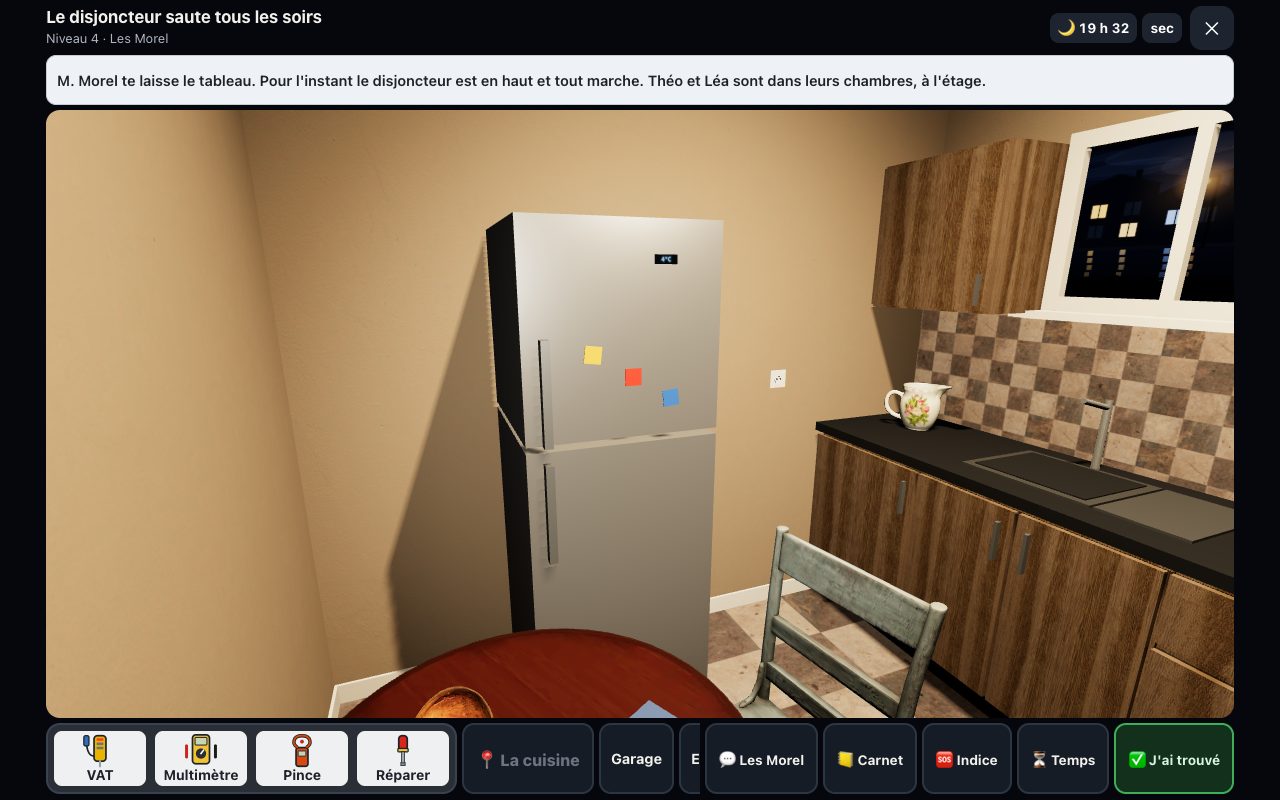 Le disjoncteur saute tous les soirs
Niveau 4 · Les Morel
🌙 19 h 32
sec
M. Morel te laisse le tableau. Pour l'instant le disjoncteur est en haut et tout marche. Théo et Léa sont dans leurs chambres, à l'étage.
4°C
VAT
Multimètre
Pince
Réparer
📍 La cuisine
Garage
E
💬 Les Morel
📒 Carnet
🆘 Indice
⏳ Temps
✅ J'ai trouvé